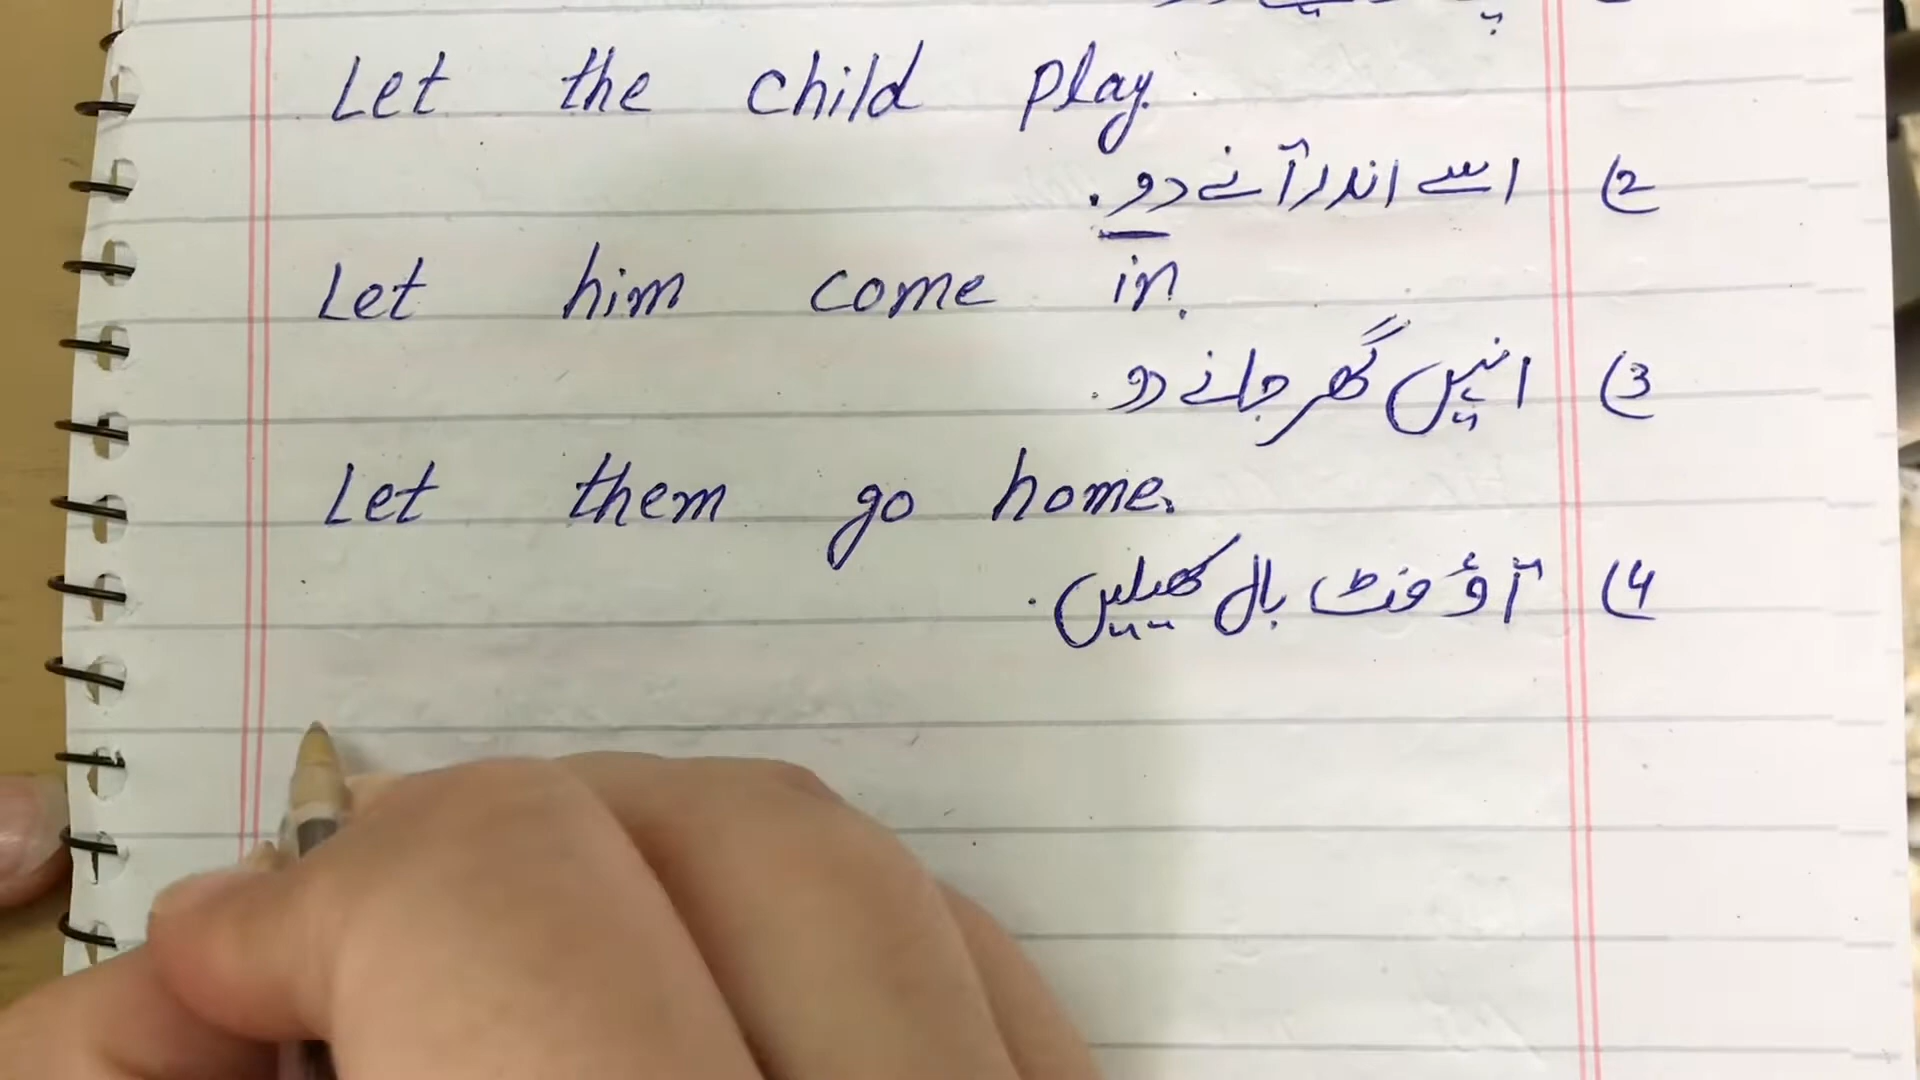 Let the child play.
2) اسے اندر آنے دو.
Let him come in.
3) انہیں گھر جانے دو.
Let them go home.
4) آؤ فٹ بال کھیلیں.